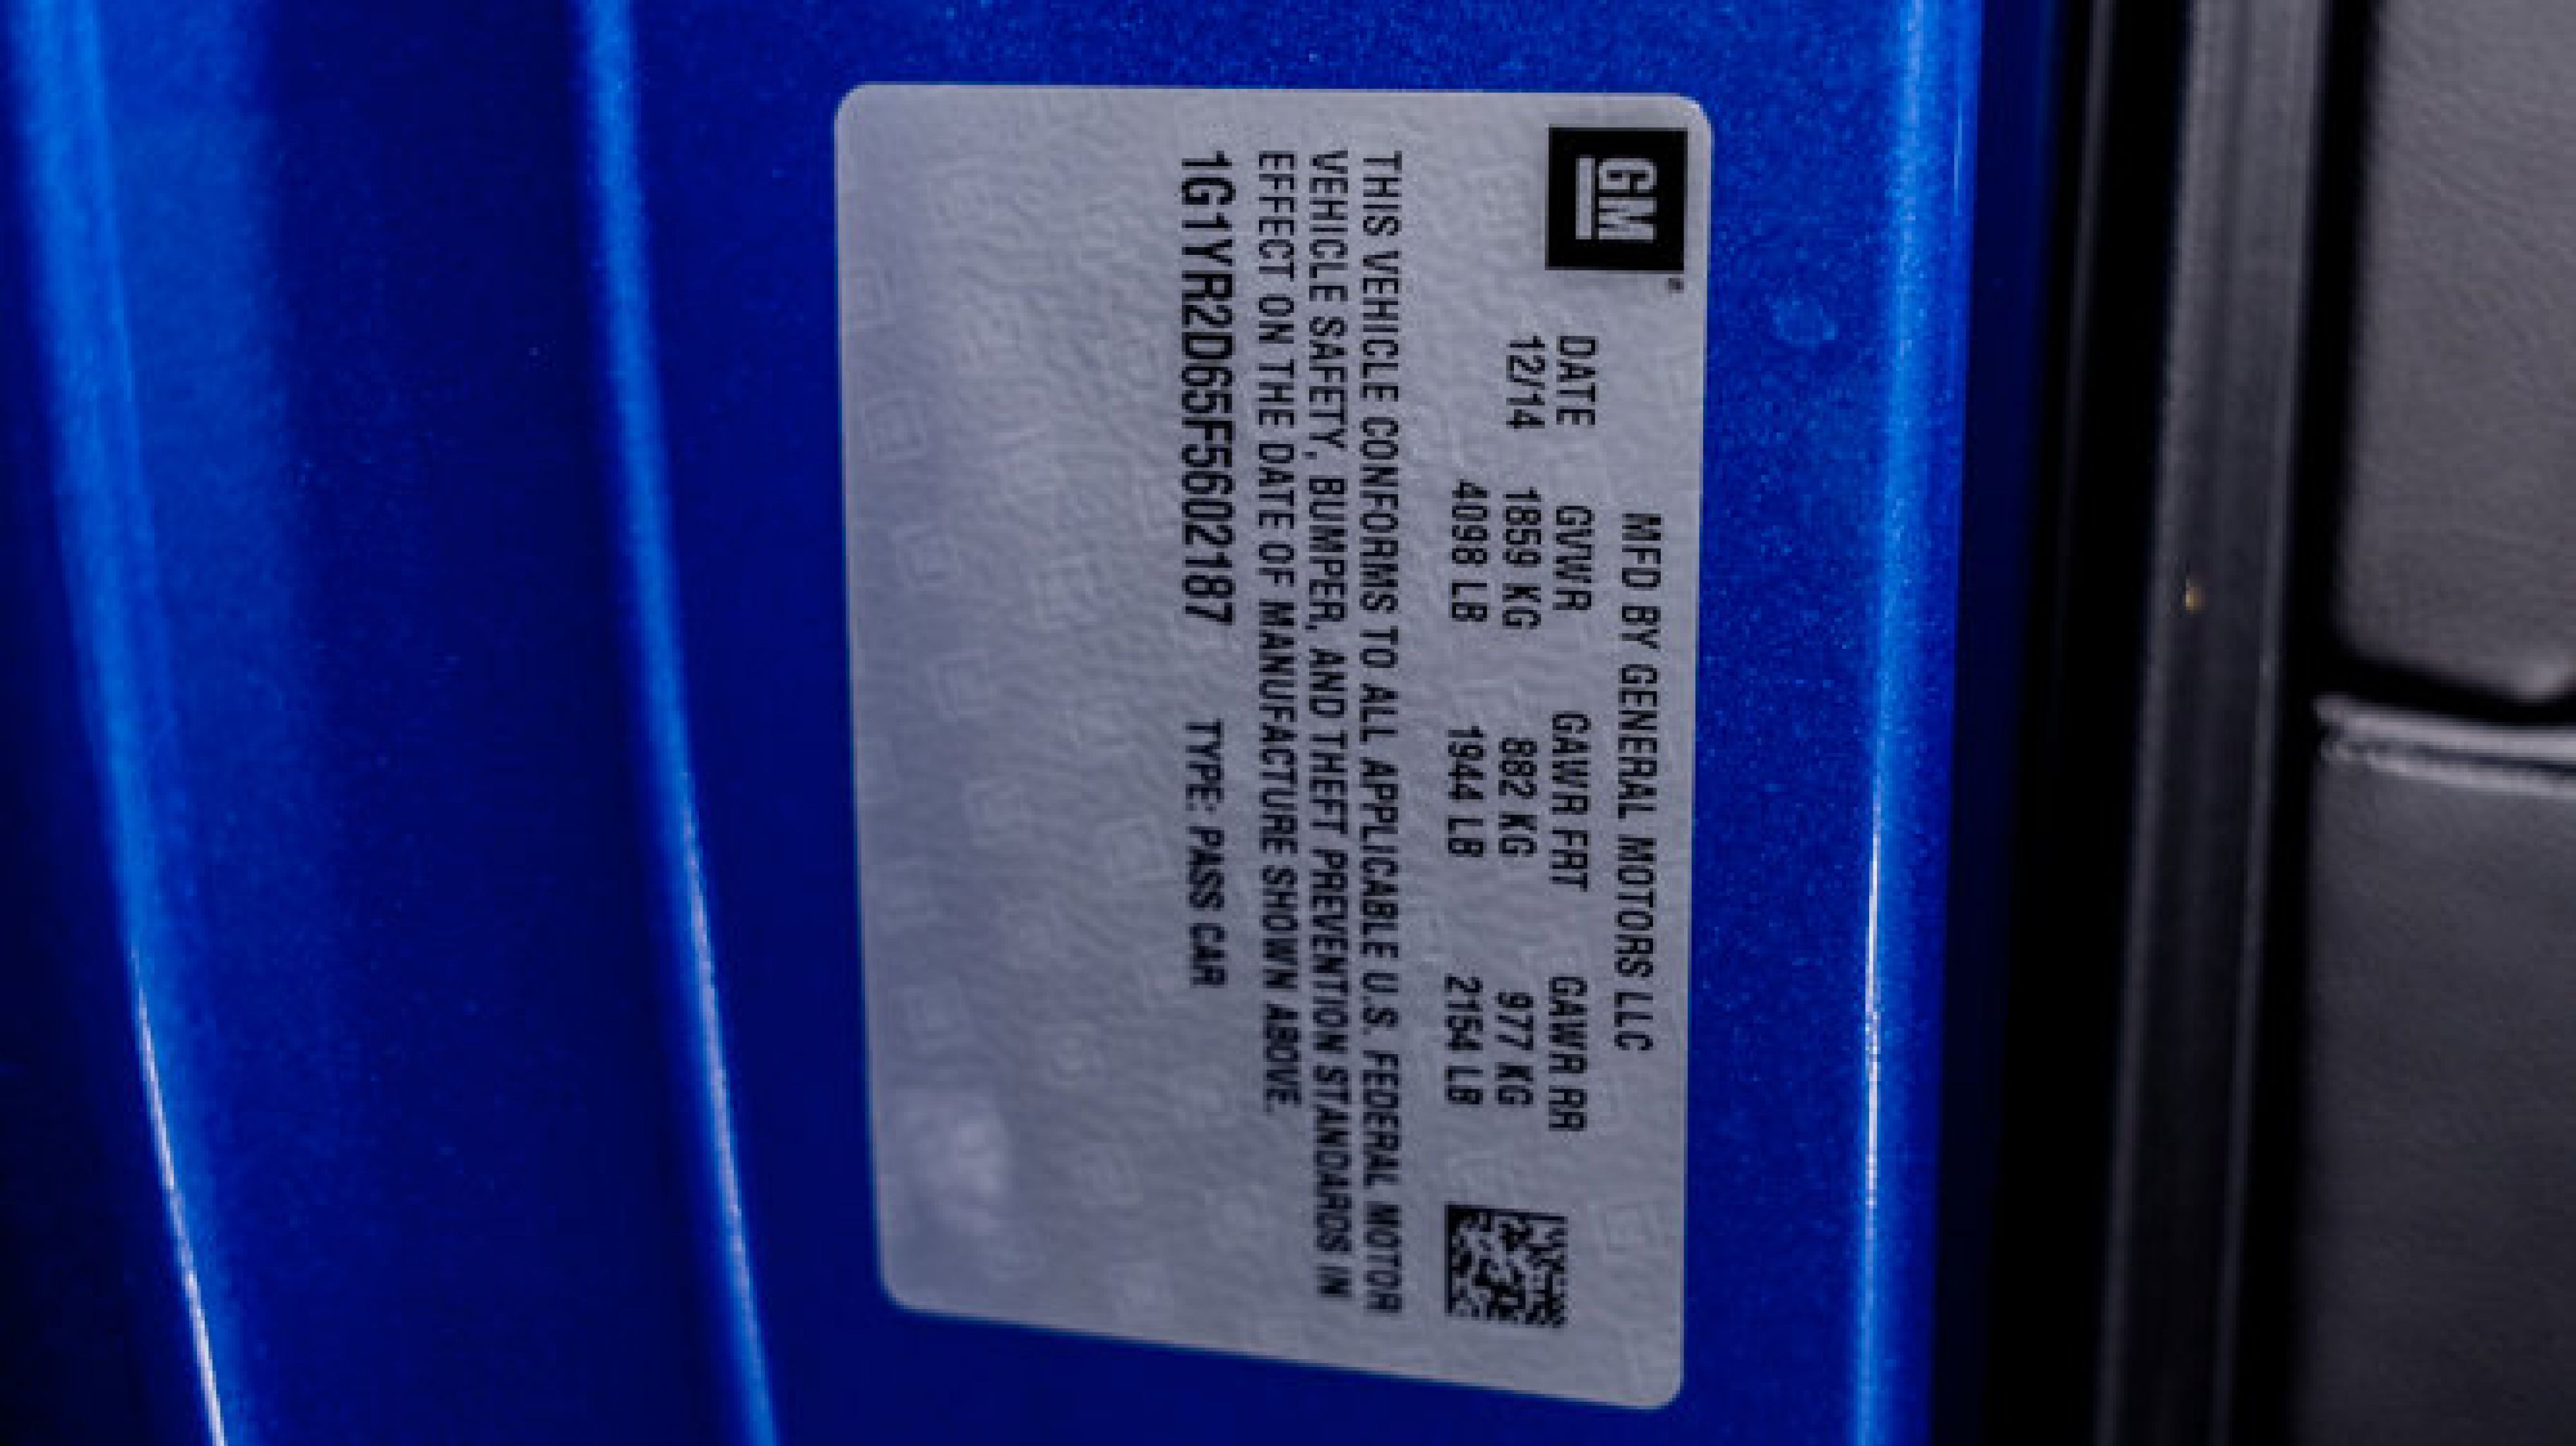 GM
MFD BY GENERAL MOTORS LLC
DATE GVWR GAWR FRT GAWR RR
12/14 1859 KG 882 KG 977 KG
4098 LB 1944 LB 2154 LB
THIS VEHICLE CONFORMS TO ALL APPLICABLE U.S. FEDERAL MOTOR
VEHICLE SAFETY, BUMPER, AND THEFT PREVENTION STANDARDS IN
EFFECT ON THE DATE OF MANUFACTURE SHOWN ABOVE.
1G1YR2D65F5602187 TYPE: PASS CAR